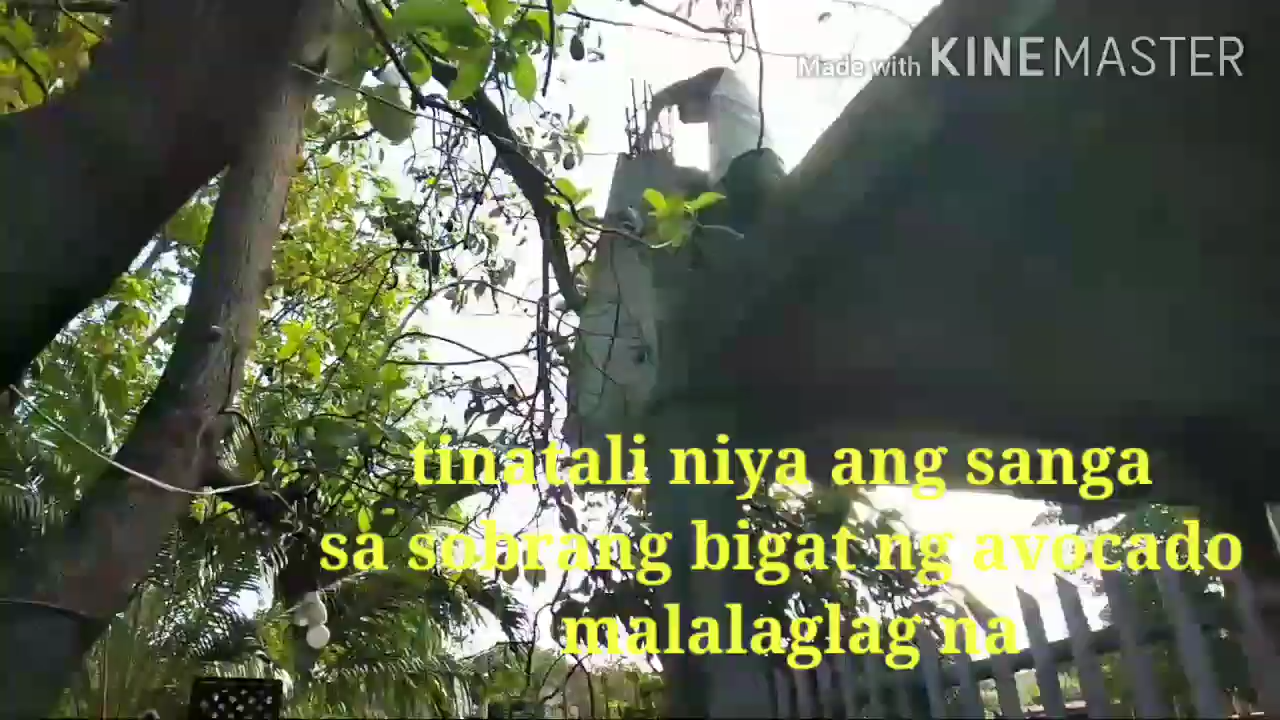 Made with KINEMASTER
tinatali niya ang sanga
sa sobrang bigat ng avocado
malalaglag na